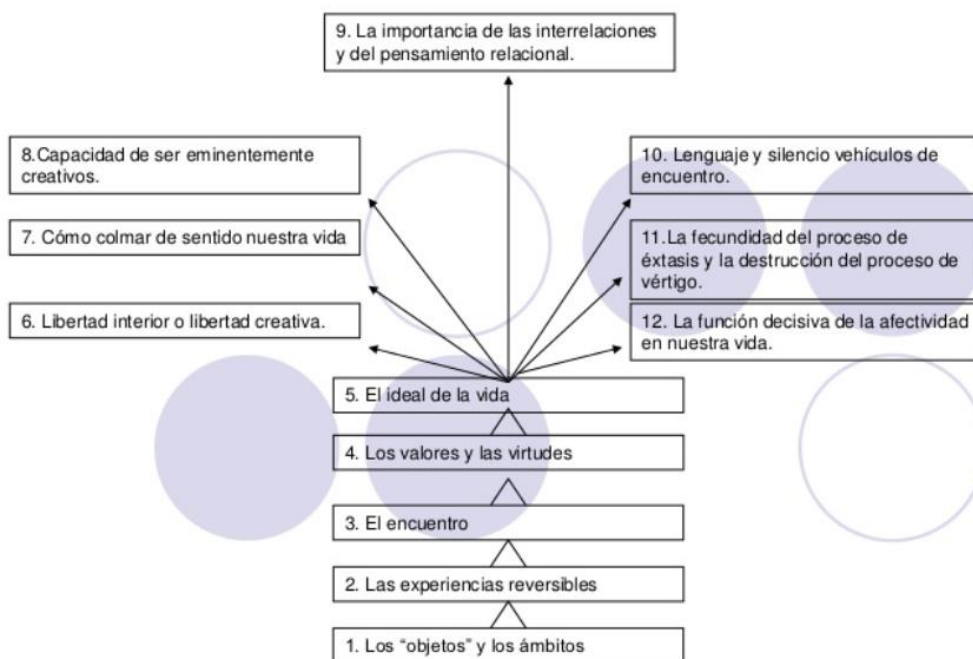 9. La importancia de las interrelaciones
y del pensamiento relacional.
8.Capacidad de ser eminentemente
creativos.
10. Lenguaje y silencio vehículos de
encuentro.
7. Cómo colmar de sentido nuestra vida
11.La fecundidad del proceso de
éxtasis y la destrucción del proceso de
vértigo.
6. Libertad interior o libertad creativa.
12. La función decisiva de la afectividad
en nuestra vida.
5. El ideal de la vida
4. Los valores y las virtudes
3. El encuentro
2. Las experiencias reversibles
1. Los “objetos” y los ámbitos